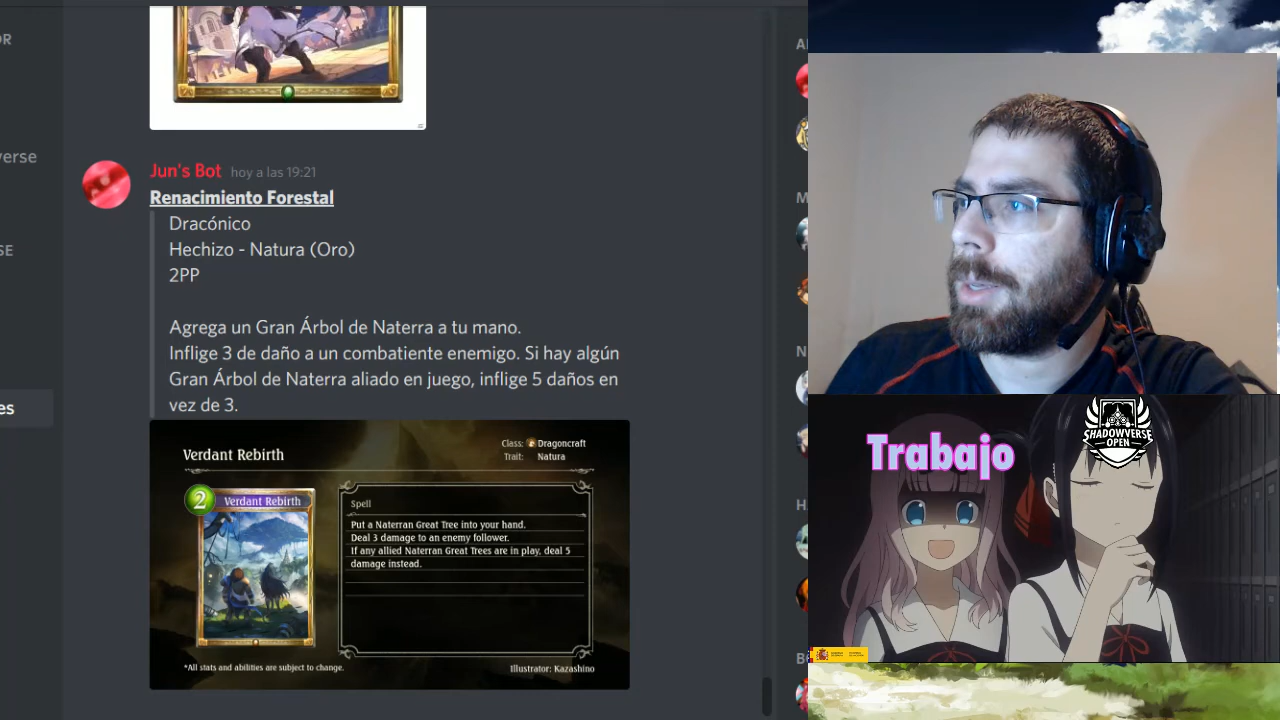 OR
verse
SE
es
Jun's Bot hoy a las 19:21
Renacimiento Forestal
Dracónico
Hechizo - Natura (Oro)
2PP
Agrega un Gran Árbol de Naterra a tu mano.
Inflige 3 de daño a un combatiente enemigo. Si hay algún
Gran Árbol de Naterra aliado en juego, inflige 5 daños en
vez de 3.
Verdant Rebirth
Class: Dragoncraft
Trait: Natura
2 Verdant Rebirth
Spell
Put a Naterran Great Tree into your hand.
Deal 3 damage to an enemy follower.
If any allied Naterran Great Trees are in play, deal 5
damage instead.
*All stats and abilities are subject to change.
Illustrator: Kazashino
A
M
N
H
B
Trabajo
SHADOWVERSE
OPEN